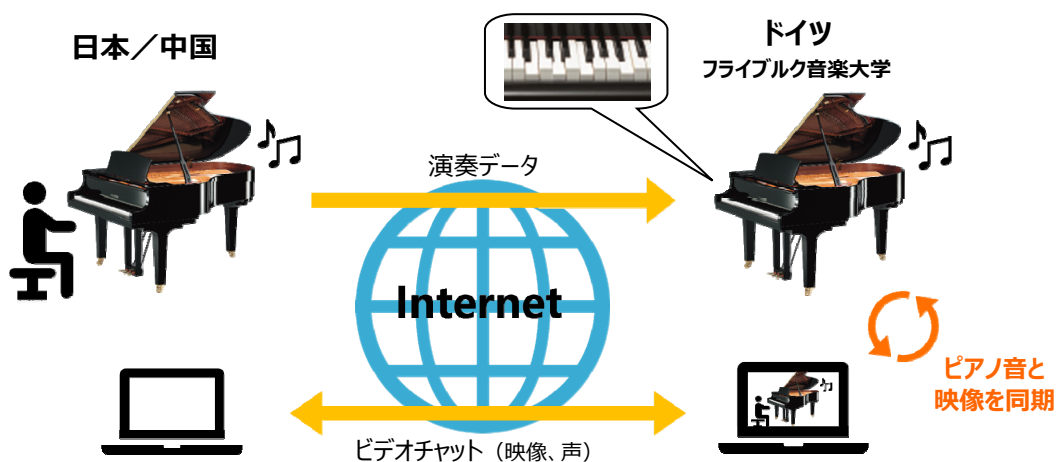 日本／中国
ドイツ
フライブルク音楽大学
演奏データ
Internet
ピアノ音と
映像を同期
ビデオチャット（映像、声）